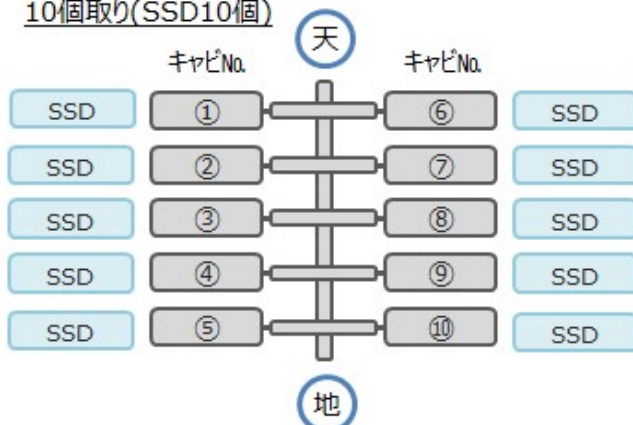 10個取り(SSD10個)
天
キャビNo. キャビNo.
SSD ① ⑥ SSD
SSD ② ⑦ SSD
SSD ③ ⑧ SSD
SSD ④ ⑨ SSD
SSD ⑤ ⑩ SSD
地